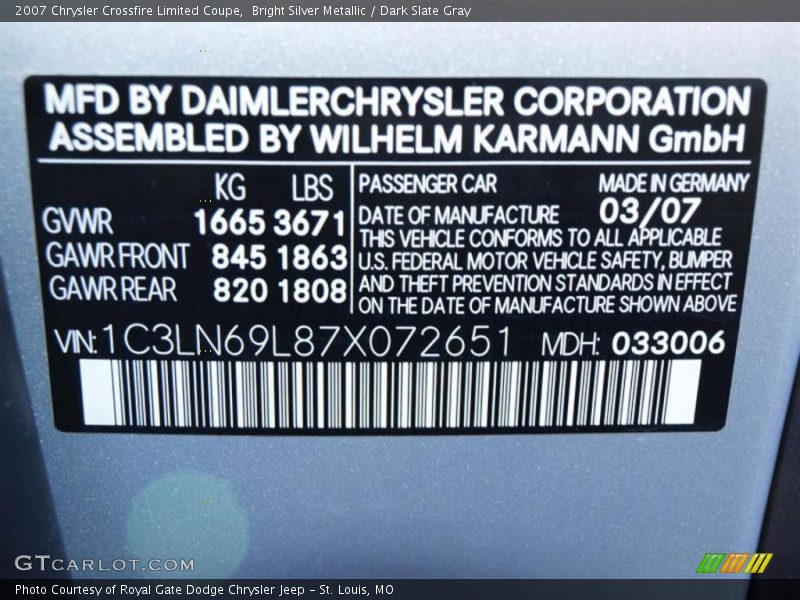 2007 Chrysler Crossfire Limited Coupe,  Bright Silver Metallic / Dark Slate Gray
MFD BY DAIMLERCHRYSLER CORPORATION
ASSEMBLED BY WILHELM KARMANN GmbH
KG LBS
GVWR 1665 3671
GAWR FRONT 845 1863
GAWR REAR 820 1808
PASSENGER CAR MADE IN GERMANY
DATE OF MANUFACTURE 03/07
THIS VEHICLE CONFORMS TO ALL APPLICABLE
U.S. FEDERAL MOTOR VEHICLE SAFETY, BUMPER
AND THEFT PREVENTION STANDARDS IN EFFECT
ON THE DATE OF MANUFACTURE SHOWN ABOVE
VIN: 1C3LN69L87X072651 MDH: 033006
GTCARLOT.COM
Photo Courtesy of Royal Gate Dodge Chrysler Jeep – St. Louis, MO